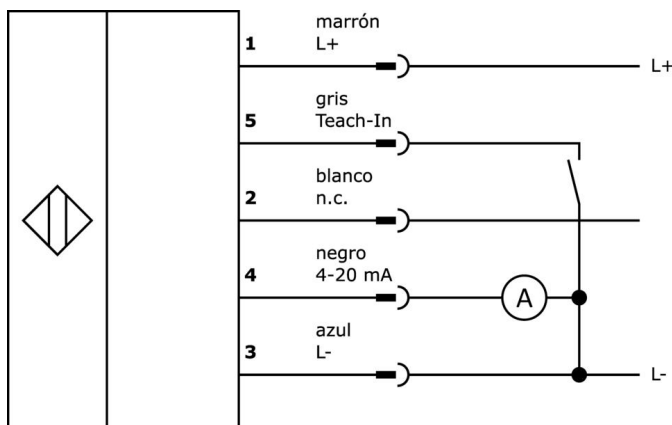 marrón
1 L+
L+
gris
5 Teach-In
blanco
2 n.c.
negro
4 4-20 mA
A
azul
3 L-
L-